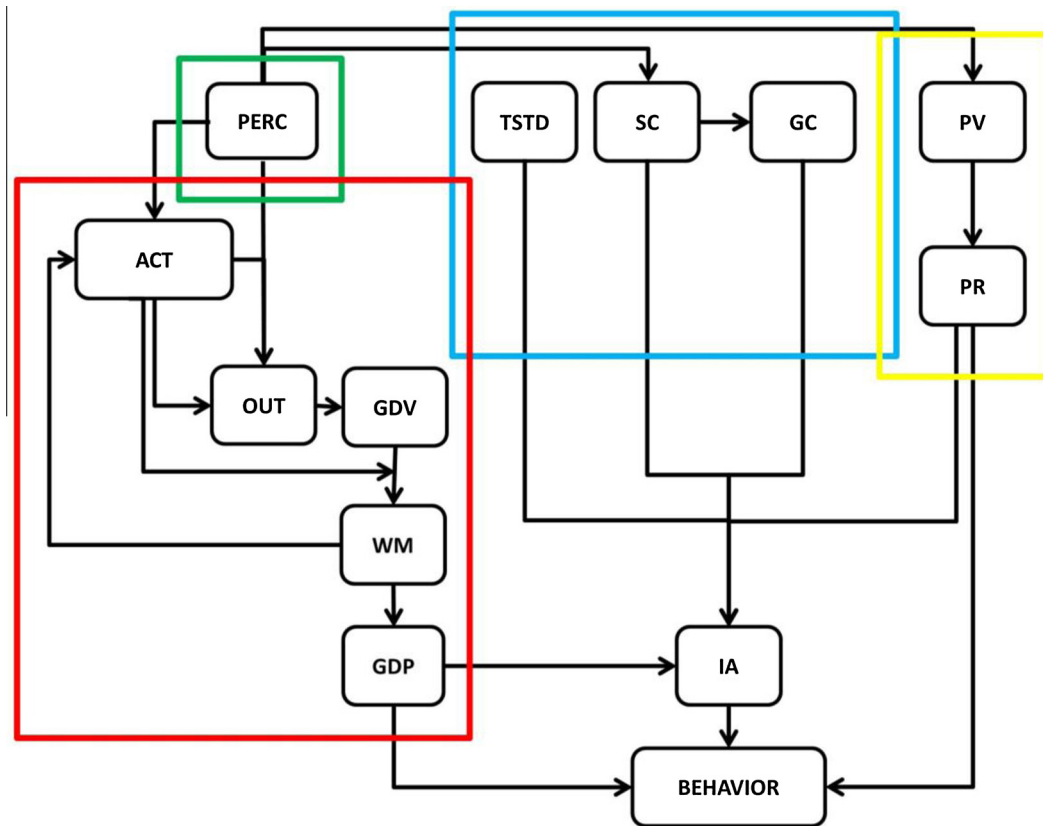 PERC
TSTD
SC
GC
PV
ACT
PR
OUT
GDV
WM
GDP
IA
BEHAVIOR